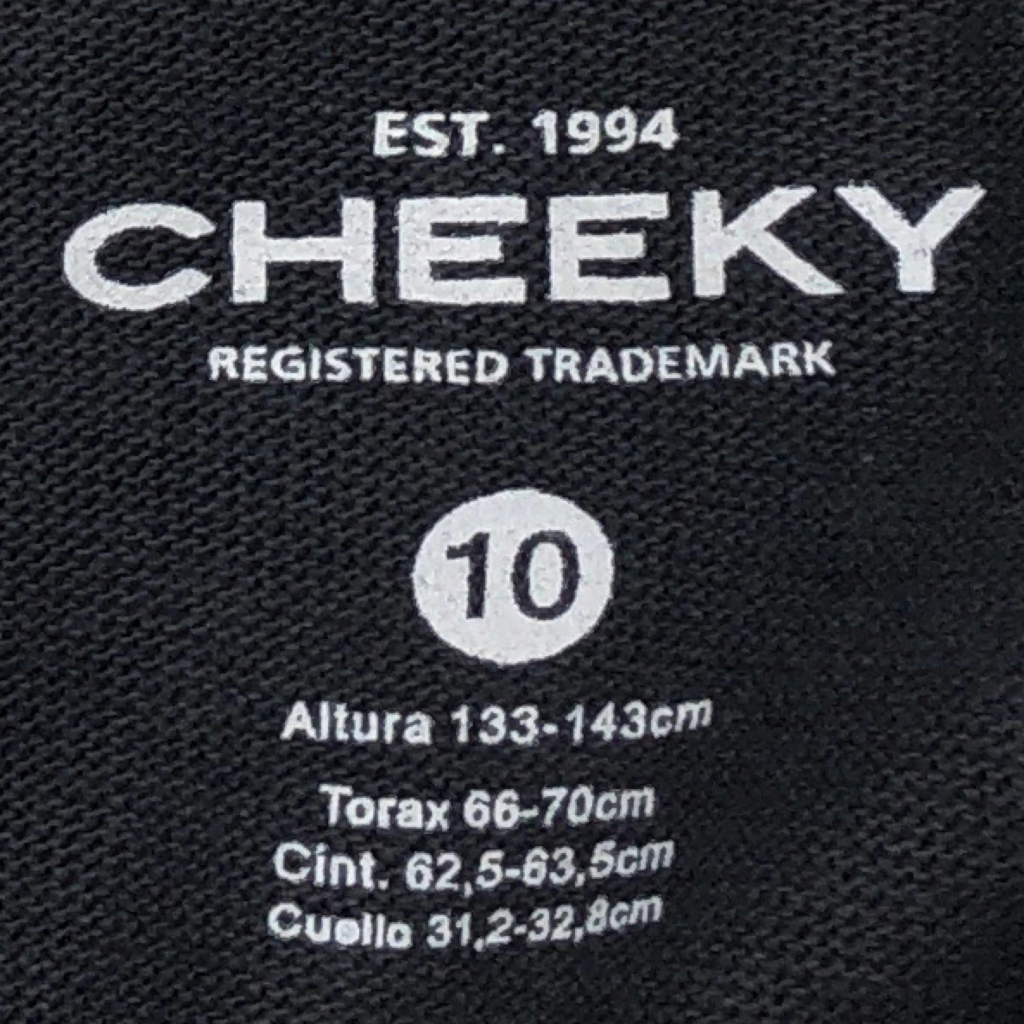 EST. 1994
CHEEKY
REGISTERED TRADEMARK
10
Altura 133-143cm
Torax 66-70cm
Cint. 62,5-63,5cm
Cuello 31,2-32,8cm